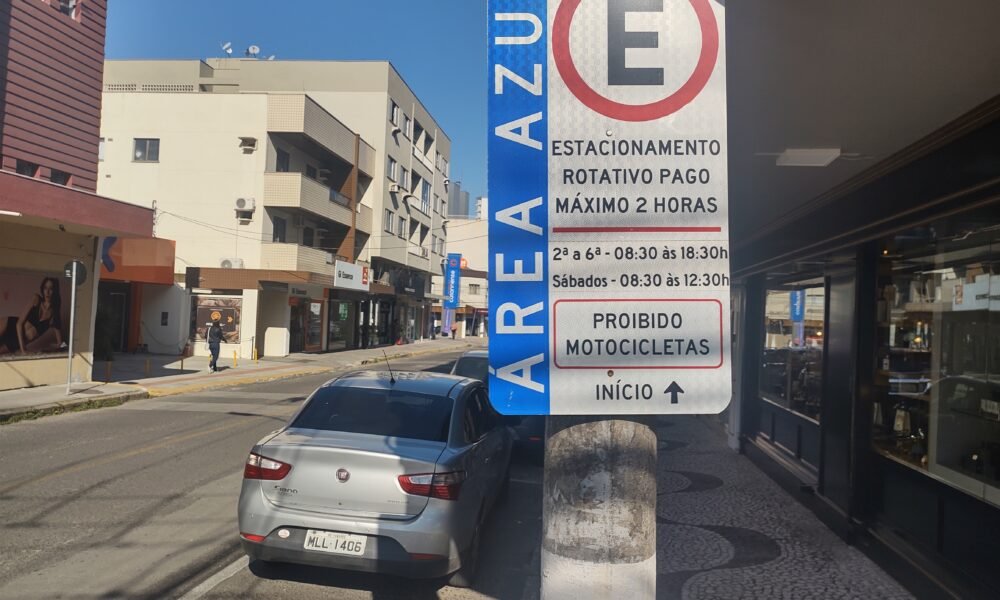 ÁREA AZUL
E
ESTACIONAMENTO
ROTATIVO PAGO
MÁXIMO 2 HORAS
2ª a 6ª - 08:30 às 18:30h
Sábados - 08:30 às 12:30h
PROIBIDO
MOTOCICLETAS
INÍCIO
MLL-1406